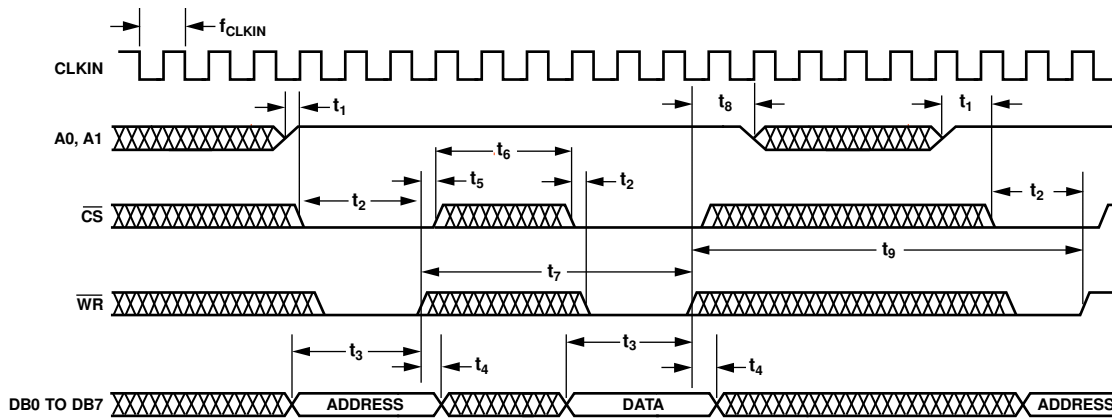 fCLKIN
CLKIN
t1 t8 t1
A0, A1
t6
t5 t2
t2 t2
CS
t9
t7
WR
t3 t3
t4 t4
DB0 TO DB7 ADDRESS DATA ADDRESS